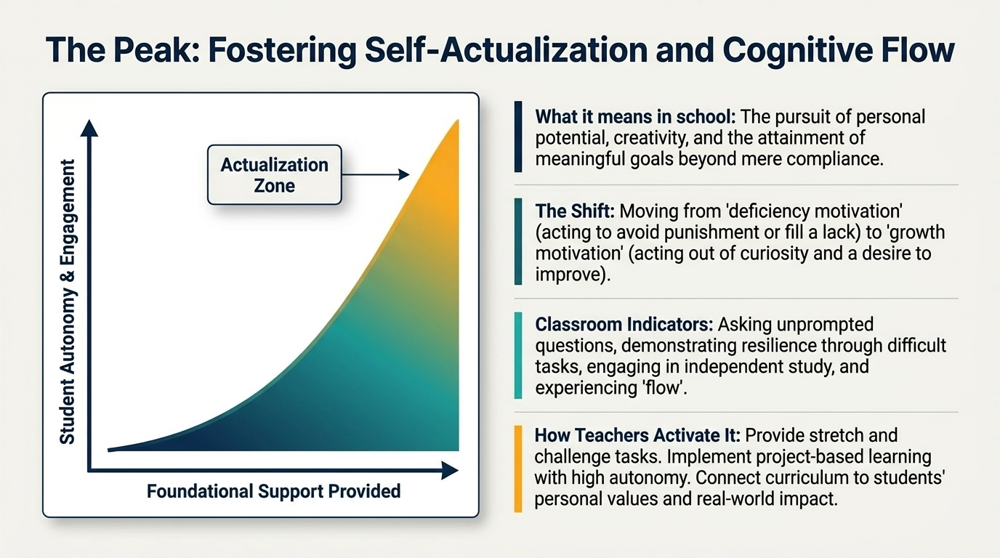 The Peak: Fostering Self-Actualization and Cognitive Flow
Student Autonomy & Engagement
Actualization
Zone
Foundational Support Provided
What it means in school: The pursuit of personal
potential, creativity, and the attainment of
meaningful goals beyond mere compliance.
The Shift: Moving from 'deficiency motivation'
(acting to avoid punishment or fill a lack) to 'growth
motivation' (acting out of curiosity and a desire to
improve).
Classroom Indicators: Asking unprompted
questions, demonstrating resilience through difficult
tasks, engaging in independent study, and
experiencing 'flow'.
How Teachers Activate It: Provide stretch and
challenge tasks. Implement project-based learning
with high autonomy. Connect curriculum to students'
personal values and real-world impact.